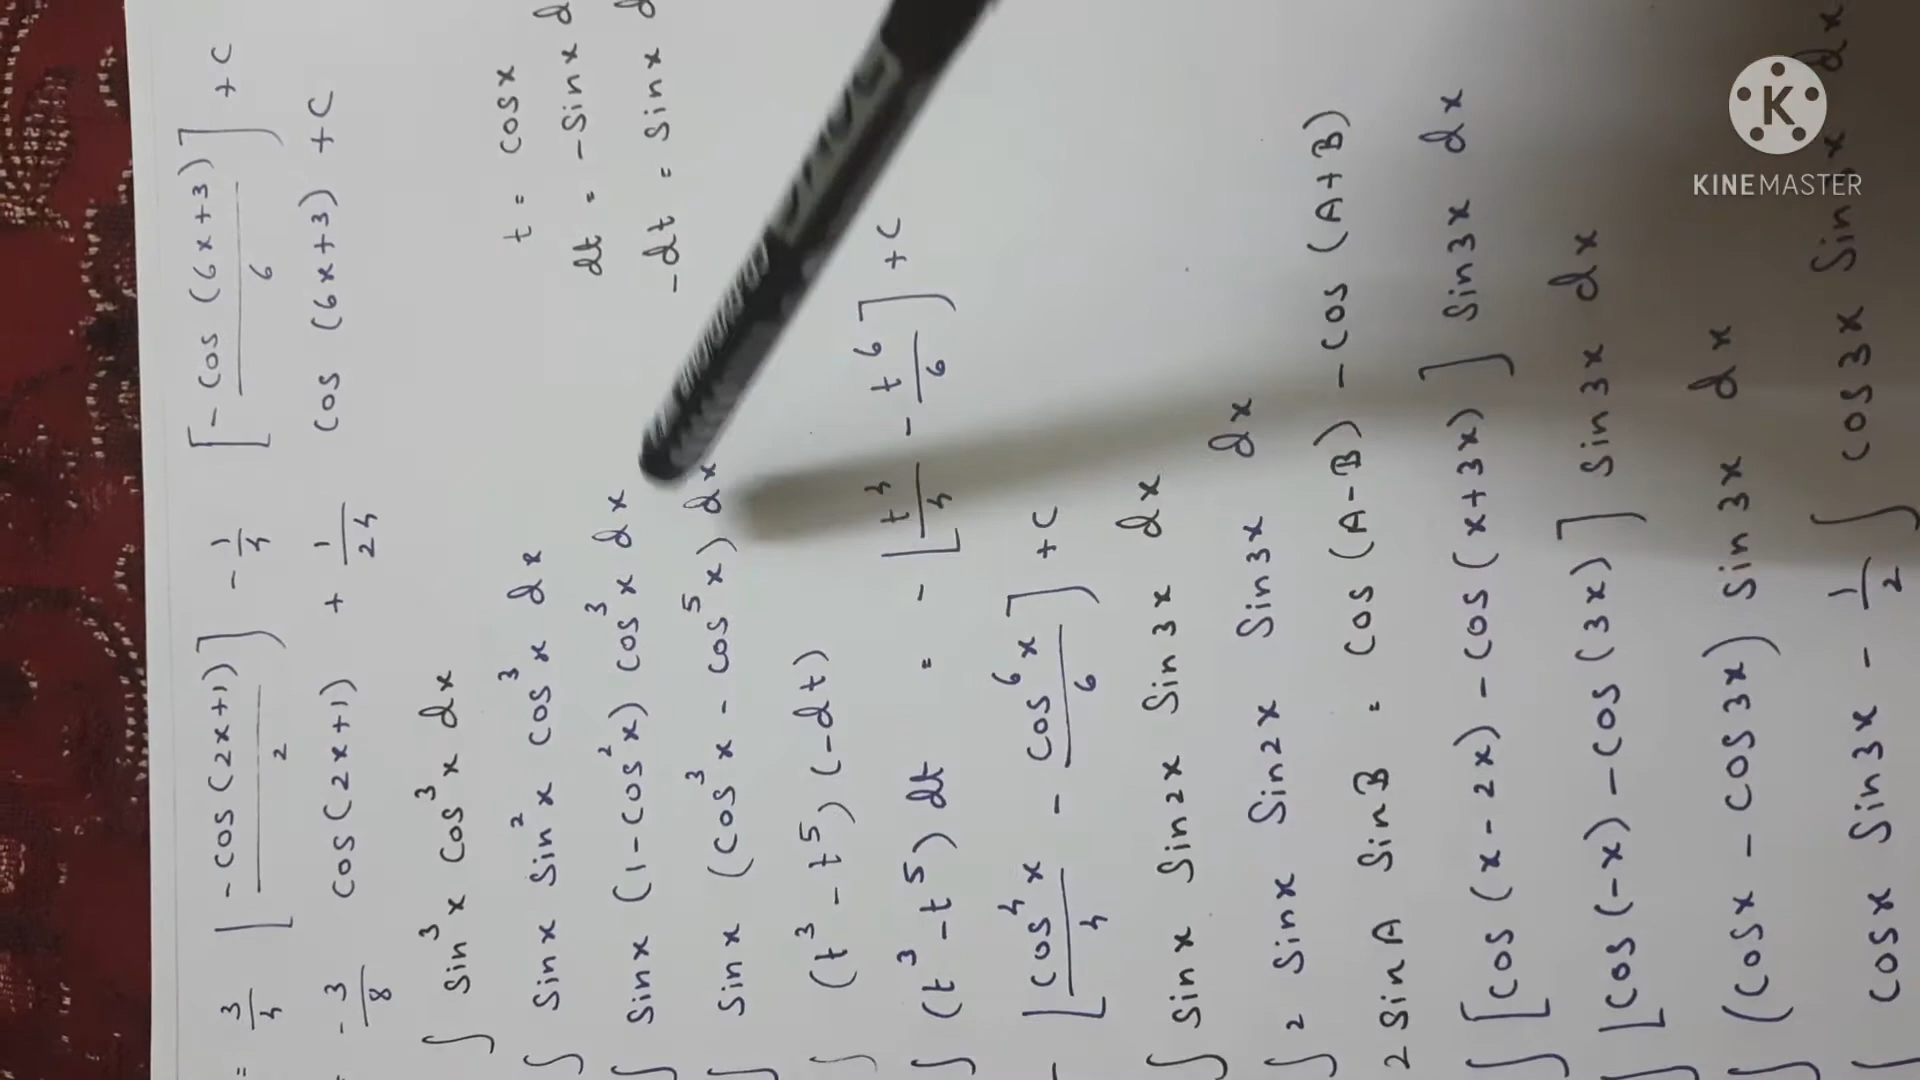 = 3/4 [-cos(2x+1)/2] - 1/4 [-cos(6x+3)/6] + C
-3/8 cos(2x+1) + 1/24 cos(6x+3) + C
∫ sin³x cos³x dx
∫ sinx sin²x cos³x dx
t = cosx
∫ sinx (1-cos²x) cos³x dx
dt = -sinx d
∫ sinx (cos³x - cos⁵x) dx
-dt = sinx
∫ (t³ - t⁵) (-dt)
∫ (t³ - t⁵) dt = - [t⁴/4 - t⁶/6] + C
- [cos⁴x/4 - cos⁶x/6] + C
∫ sinx sin2x sin3x dx
∫ 2 sinx sin2x sin3x dx
2 sinA sinB = cos(A-B) - cos(A+B)
∫ [cos(x-2x) - cos(x+3x)] sin3x dx
∫ [cos(-x) - cos(3x)] sin3x dx
∫ (cosx - cos3x) sin3x dx
∫ cosx sin3x - 1/2 ∫ cos3x sin x dx
KINEMASTER